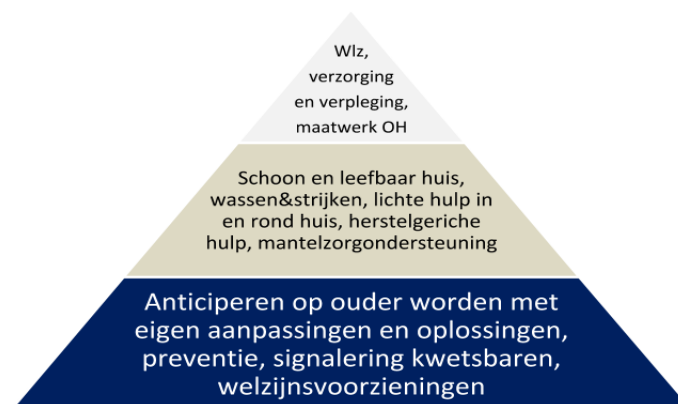 Wlz,
verzorging
en verpleging,
maatwerk OH
Schoon en leefbaar huis,
wassen&strijken, lichte hulp in
en rond huis, herstelgeriche
hulp, mantelzorgondersteuning
Anticiperen op ouder worden met
eigen aanpassingen en oplossingen,
preventie, signalering kwetsbaren,
welzijnsvoorzieningen